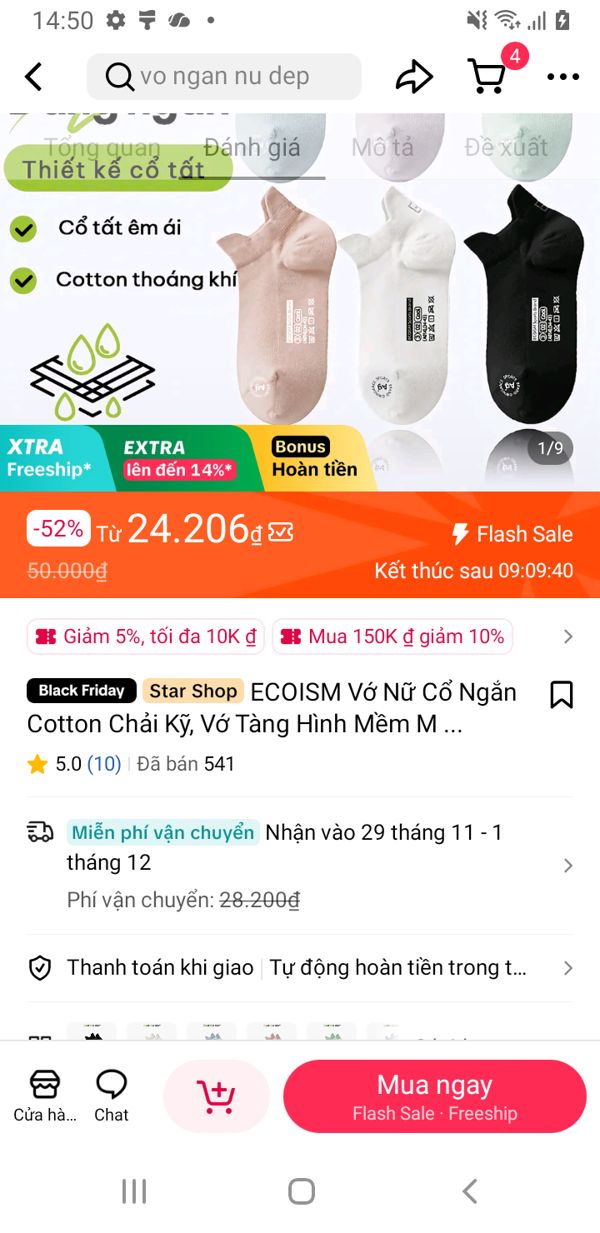 14:50
vo ngan nu dep
4
Tổng quan Đánh giá Mô tả Đề xuất
Thiết kế cổ tất
Cổ tất êm ái
Cotton thoáng khí
XTRA Freeship*
EXTRA lên đến 14%*
Bonus Hoàn tiền
1/9
-52% Từ 24.206₫
Flash Sale
50.000₫
Kết thúc sau 09:09:40
Giảm 5%, tối đa 10K ₫
Mua 150K ₫ giảm 10%
Black Friday Star Shop ECOISM Vớ Nữ Cổ Ngắn
Cotton Chải Kỹ, Vớ Tàng Hình Mềm M ...
5.0 (10) Đã bán 541
Miễn phí vận chuyển Nhận vào 29 tháng 11 - 1
tháng 12
Phí vận chuyển: 28.200₫
Thanh toán khi giao Tự động hoàn tiền trong t...
Cửa hà...
Chat
Mua ngay
Flash Sale · Freeship